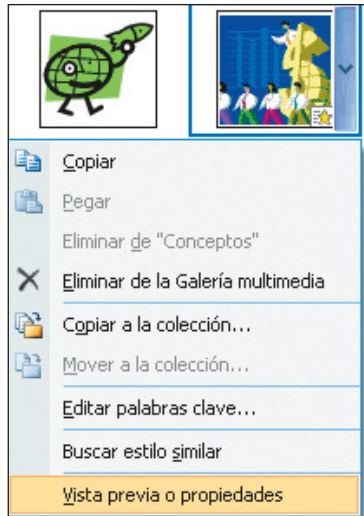 Copiar
Pegar
Eliminar de "Conceptos"
Eliminar de la Galería multimedia
Copiar a la colección...
Mover a la colección...
Editar palabras clave...
Buscar estilo similar
Vista previa o propiedades